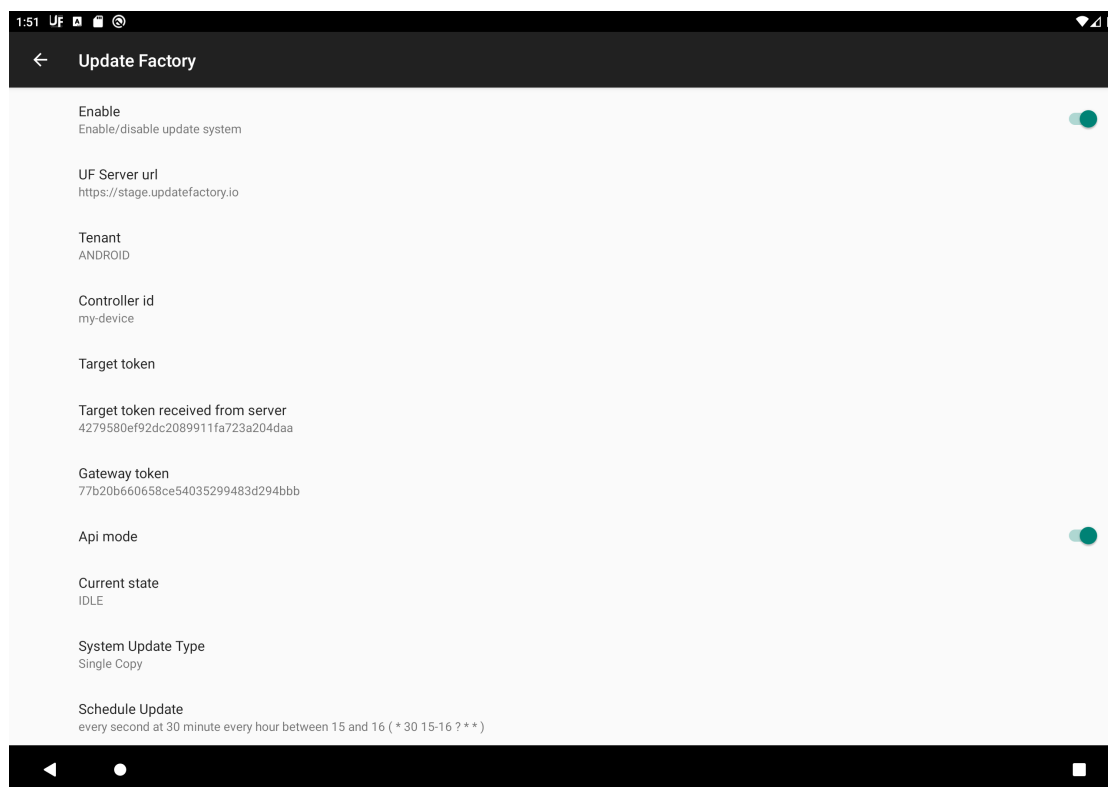 1:51 UF A
Update Factory
Enable
Enable/disable update system
UF Server url
https://stage.updatefactory.io
Tenant
ANDROID
Controller id
my-device
Target token
Target token received from server
4279580ef92dc2089911fa723a204daa
Gateway token
77b20b660658ce54035299483d294bbb
Api mode
Current state
IDLE
System Update Type
Single Copy
Schedule Update
every second at 30 minute every hour between 15 and 16 ( * 30 15-16 ? * * )